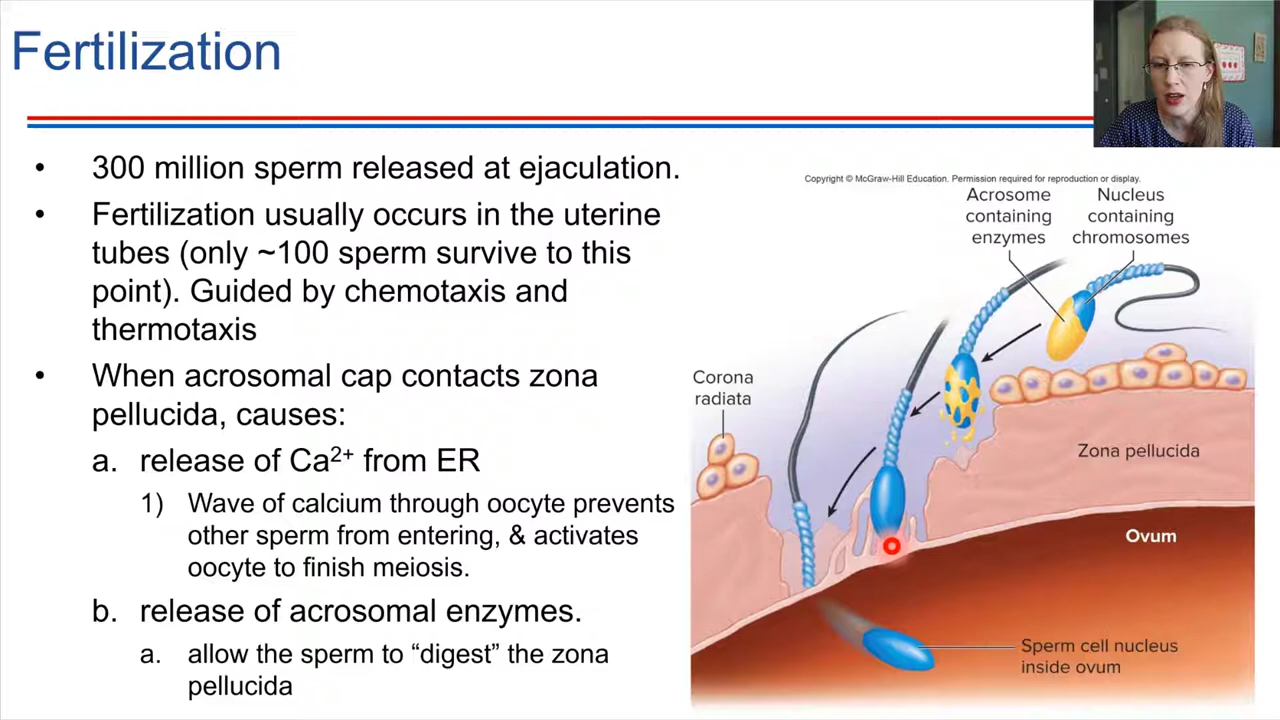 Fertilization
• 300 million sperm released at ejaculation.
• Fertilization usually occurs in the uterine
tubes (only ~100 sperm survive to this
point). Guided by chemotaxis and
thermotaxis
• When acrosomal cap contacts zona
pellucida, causes:
a. release of Ca²⁺ from ER
1) Wave of calcium through oocyte prevents
other sperm from entering, & activates
oocyte to finish meiosis.
b. release of acrosomal enzymes.
a. allow the sperm to “digest” the zona
pellucida
Copyright © McGraw-Hill Education. Permission required for reproduction or display.
Acrosome
containing
enzymes
Nucleus
containing
chromosomes
Corona
radiata
Zona pellucida
Ovum
Sperm cell nucleus
inside ovum